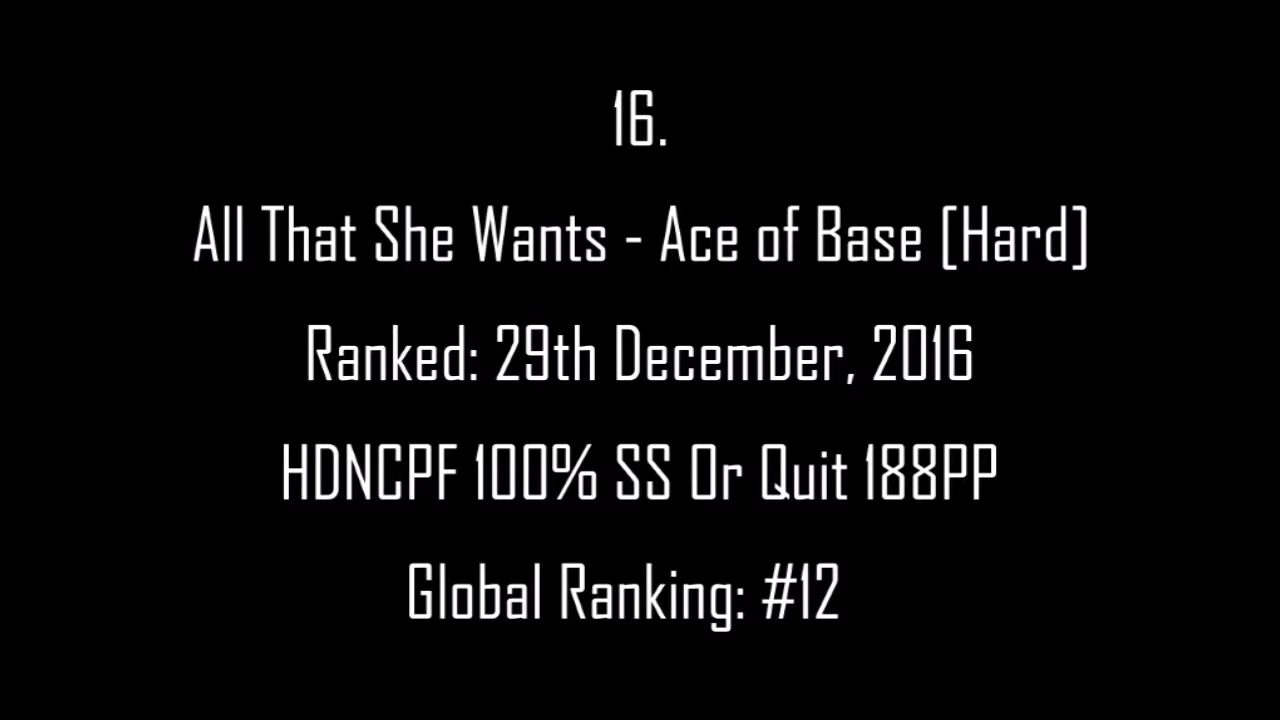 16.
All That She Wants - Ace of Base [Hard]
Ranked: 29th December, 2016
HDNCPF 100% SS Or Quit 188PP
Global Ranking: #12